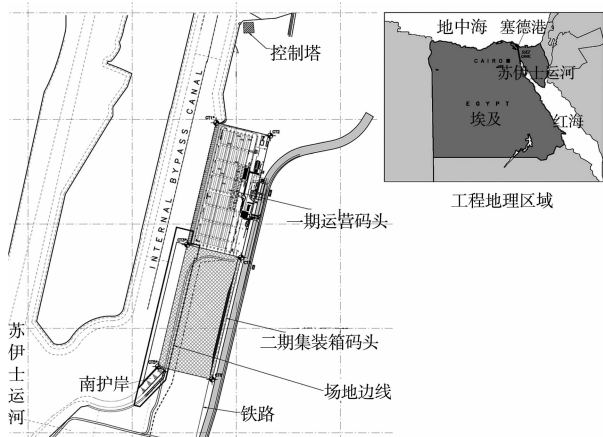 控制塔
INTERNAL BYPASS CANAL
一期运营码头
二期集装箱码头
南护岸
场地边线
铁路
苏伊士运河
地中海
塞德港
CAIRO
苏伊士运河
EGYPT
埃及
红海
工程地理区域